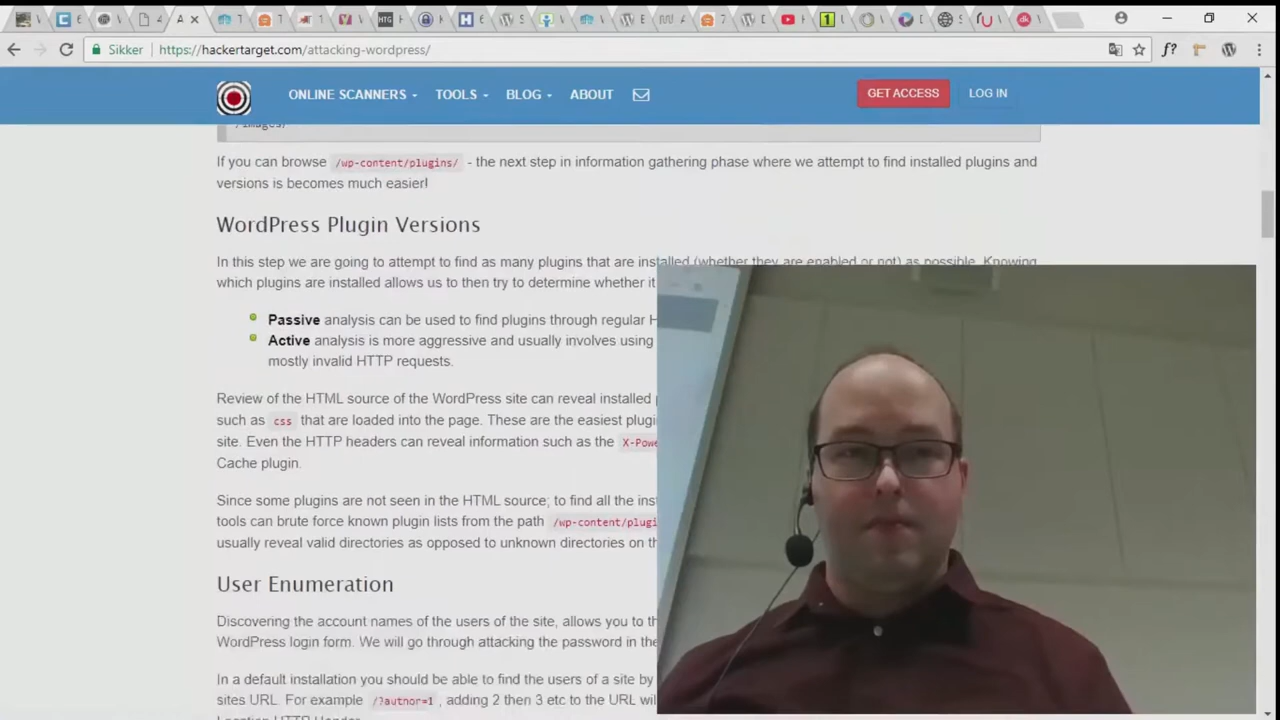 Sikker
https://hackertarget.com/attacking-wordpress/
ONLINE SCANNERS
TOOLS
BLOG
ABOUT
GET ACCESS
LOG IN
If you can browse /wp-content/plugins/ - the next step in information gathering phase where we attempt to find installed plugins and
versions is becomes much easier!
WordPress Plugin Versions
In this step we are going to attempt to find as many plugins that are installed (whether they are enabled or not) as possible. Knowing
which plugins are installed allows us to then try to determine whether it
Passive analysis can be used to find plugins through regular H
Active analysis is more aggressive and usually involves using
mostly invalid HTTP requests.
Review of the HTML source of the WordPress site can reveal installed
such as css that are loaded into the page. These are the easiest plugi
site. Even the HTTP headers can reveal information such as the X-Powe
Cache plugin.
Since some plugins are not seen in the HTML source; to find all the inst
tools can brute force known plugin lists from the path /wp-content/plugi
usually reveal valid directories as opposed to unknown directories on th
User Enumeration
Discovering the account names of the users of the site, allows you to th
WordPress login form. We will go through attacking the password in the
In a default installation you should be able to find the users of a site by
sites URL. For example /?author=1 , adding 2 then 3 etc to the URL wil